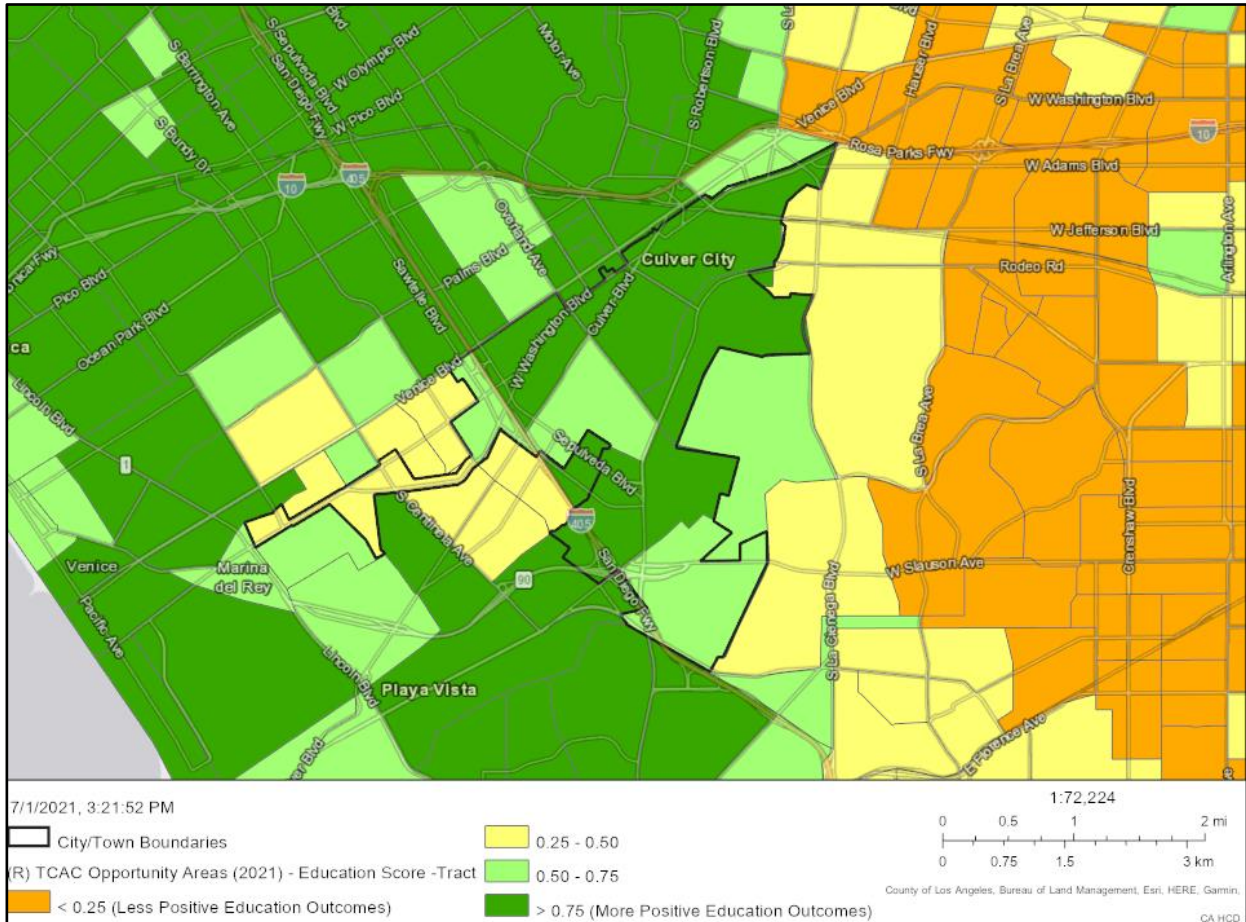 S Sepulveda Blvd
San Diego Fwy
W Olympic Blvd
S Barrington Ave
W Pico Blvd
S Bundy Dr
Motor Ave
S Robertson Blvd
Hauser Blvd
S La Brea Ave
W Washington Blvd
Venice Blvd
Rosa Parks Fwy
10
W Adams Blvd
405
10
Overland Ave
W Jefferson Blvd
Arlington Ave
Culver City
Rodeo Rd
Palms Blvd
Sawtelle Blvd
Pico Blvd
Ocean Park Blvd
W Washington Blvd
Culver Blvd
ca
Lincoln Blvd
Venice Blvd
S La Brea Ave
1
Sepulveda Blvd
S Centinela Ave
405
Crenshaw Blvd
Venice
Marina
del Rey
90
San Diego Fwy
W Slauson Ave
Pacific Ave
S La Cienega Blvd
Lincoln Blvd
Playa Vista
E Florence Ave
7/1/2021, 3:21:52 PM
City/Town Boundaries
(R) TCAC Opportunity Areas (2021) - Education Score -Tract
< 0.25 (Less Positive Education Outcomes)
0.25 - 0.50
0.50 - 0.75
> 0.75 (More Positive Education Outcomes)
1:72,224
0 0.5 1 2 mi
0 0.75 1.5 3 km
County of Los Angeles, Bureau of Land Management, Esri, HERE, Garmin,
CA HCD